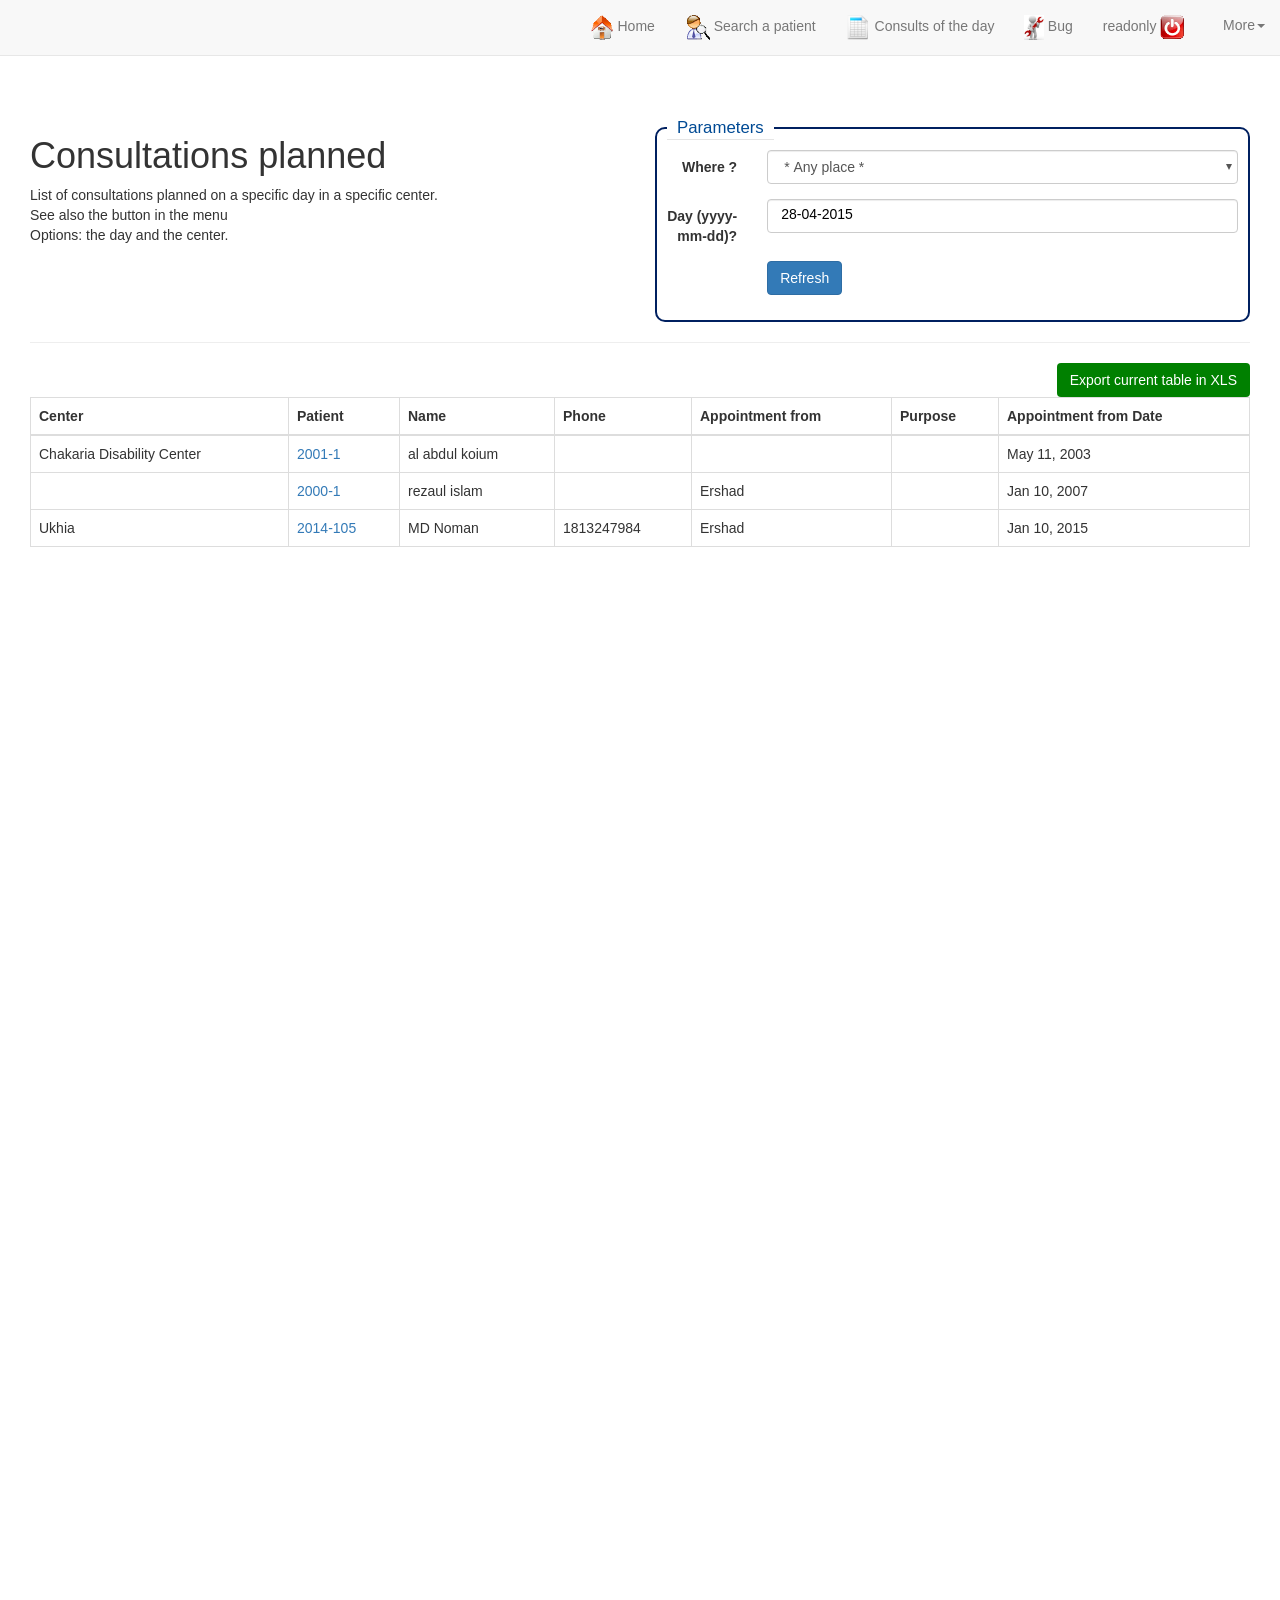 Home Search a patient Consults of the day Bug readonly More
Consultations planned
List of consultations planned on a specific day in a specific center.
See also the button in the menu
Options: the day and the center.
Parameters
Where ? * Any place *
Day (yyyy-mm-dd)? 28-04-2015
Refresh
Export current table in XLS
Center Patient Name Phone Appointment from Purpose Appointment from Date
Chakaria Disability Center 2001-1 al abdul koium May 11, 2003
2000-1 rezaul islam Ershad Jan 10, 2007
Ukhia 2014-105 MD Noman 1813247984 Ershad Jan 10, 2015